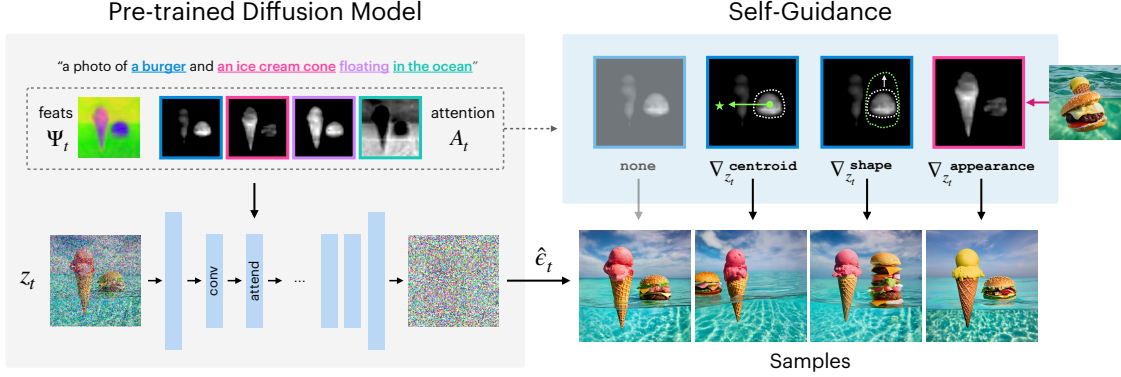 Pre-trained Diffusion Model
Self-Guidance
“a photo of a burger and an ice cream cone floating in the ocean”
feats
Ψt
attention
At
none
∇zt centroid
∇zt shape
∇zt appearance
zt
conv
attend
...
ϵ̂t
Samples